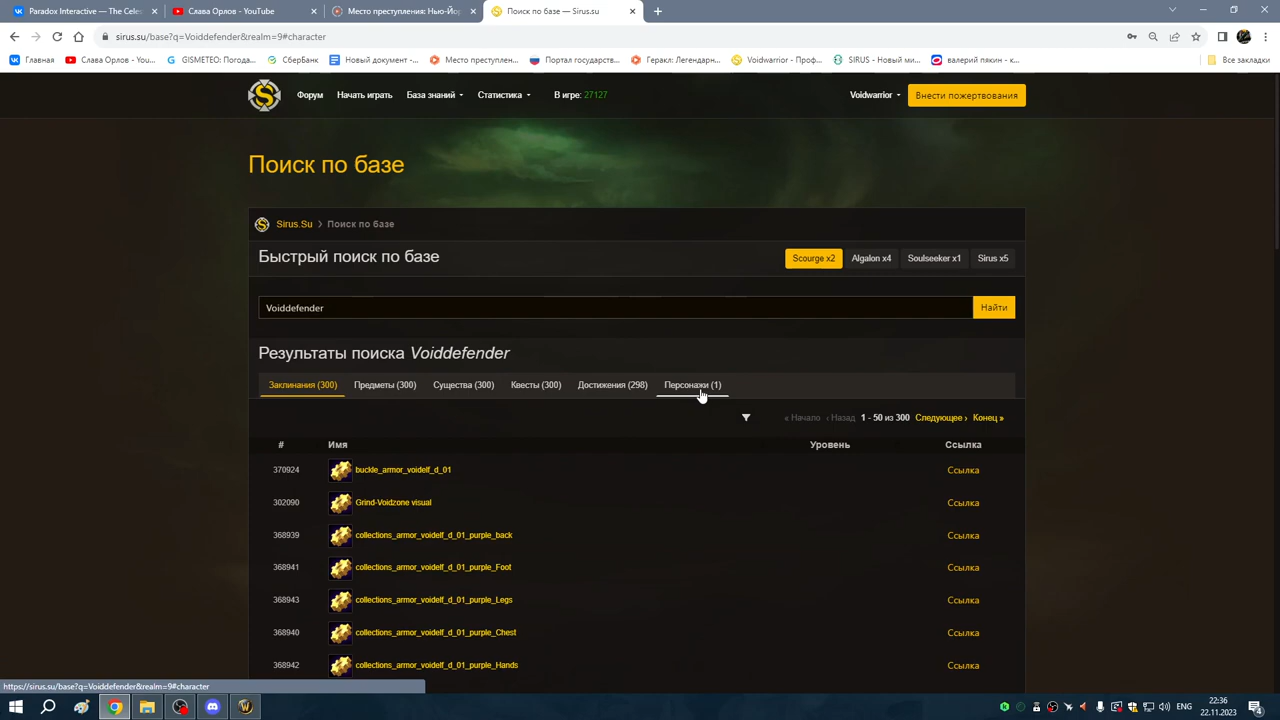 Paradox Interactive — The Cele
Слава Орлов - YouTube
Место преступления: Нью-Йор
Поиск по базе — Sirus.su
sirus.su/base?q=Voiddefender&realm=9#character
Главная
Слава Орлов - You...
GISMETEO: Погода...
СберБанк
Новый документ -...
Место преступлен...
Портал государств...
Геракл: Легендарн...
Voidwarrior - Проф...
SIRUS - Новый ми...
валерий пякин - к...
Все закладки
Форум
Начать играть
База знаний
Статистика
В игре: 27127
Voidwarrior
Внести пожертвования
Поиск по базе
Sirus.Su
Поиск по базе
Быстрый поиск по базе
Scourge x2
Algalon x4
Soulseeker x1
Sirus x5
Voiddefender
Найти
Результаты поиска Voiddefender
Заклинания (300)
Предметы (300)
Существа (300)
Квесты (300)
Достижения (298)
Персонажи (1)
« Начало ‹ Назад 1 - 50 из 300 Следующее › Конец »
# Имя Уровень Ссылка
370924 buckle_armor_voidelf_d_01 Ссылка
302090 Grind-Voidzone visual Ссылка
368939 collections_armor_voidelf_d_01_purple_back Ссылка
368941 collections_armor_voidelf_d_01_purple_Foot Ссылка
368943 collections_armor_voidelf_d_01_purple_Legs Ссылка
368940 collections_armor_voidelf_d_01_purple_Chest Ссылка
368942 collections_armor_voidelf_d_01_purple_Hands Ссылка
https://sirus.su/base?q=Voiddefender&realm=9#character
ENG
22:36
22.11.2023
4